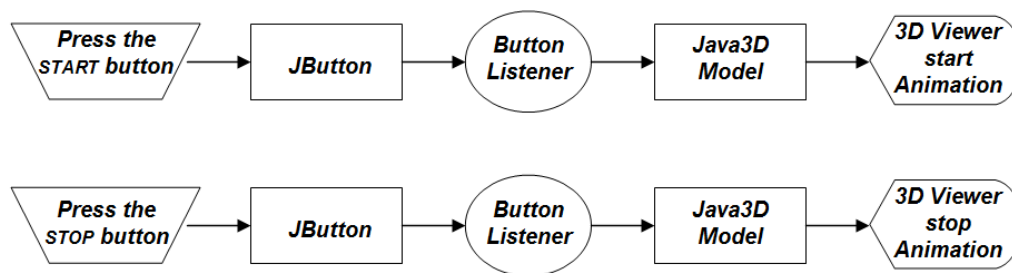 Press the
START button
JButton
Button
Listener
Java3D
Model
3D Viewer
start
Animation
Press the
STOP button
JButton
Button
Listener
Java3D
Model
3D Viewer
stop
Animation